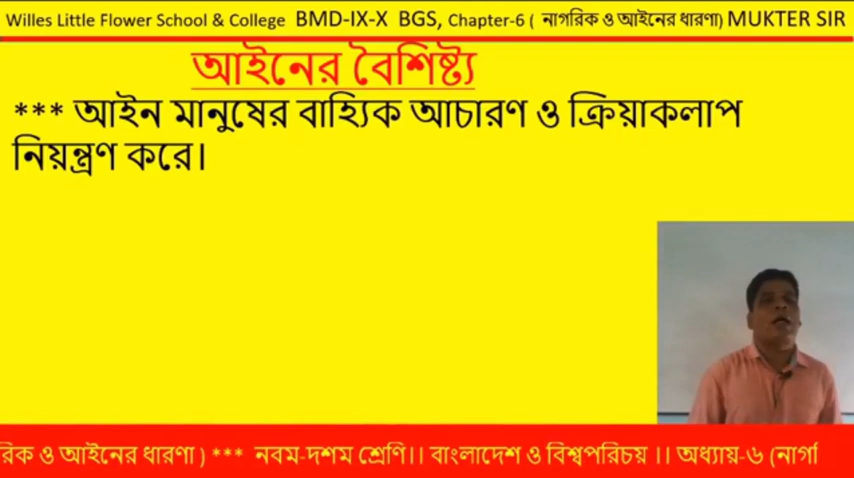 Willes Little Flower School & College BMD-IX-X BGS, Chapter-6 ( নাগরিক ও আইনের ধারণা) MUKTER SIR
আইনের বৈশিষ্ট্য
*** আইন মানুষের বাহ্যিক আচারণ ও ক্রিয়াকলাপ
নিয়ন্ত্রণ করে।
রিক ও আইনের ধারণা ) *** নবম-দশম শ্রেণি।। বাংলাদেশ ও বিশ্বপরিচয় ।। অধ্যায়-৬ (নার্গা